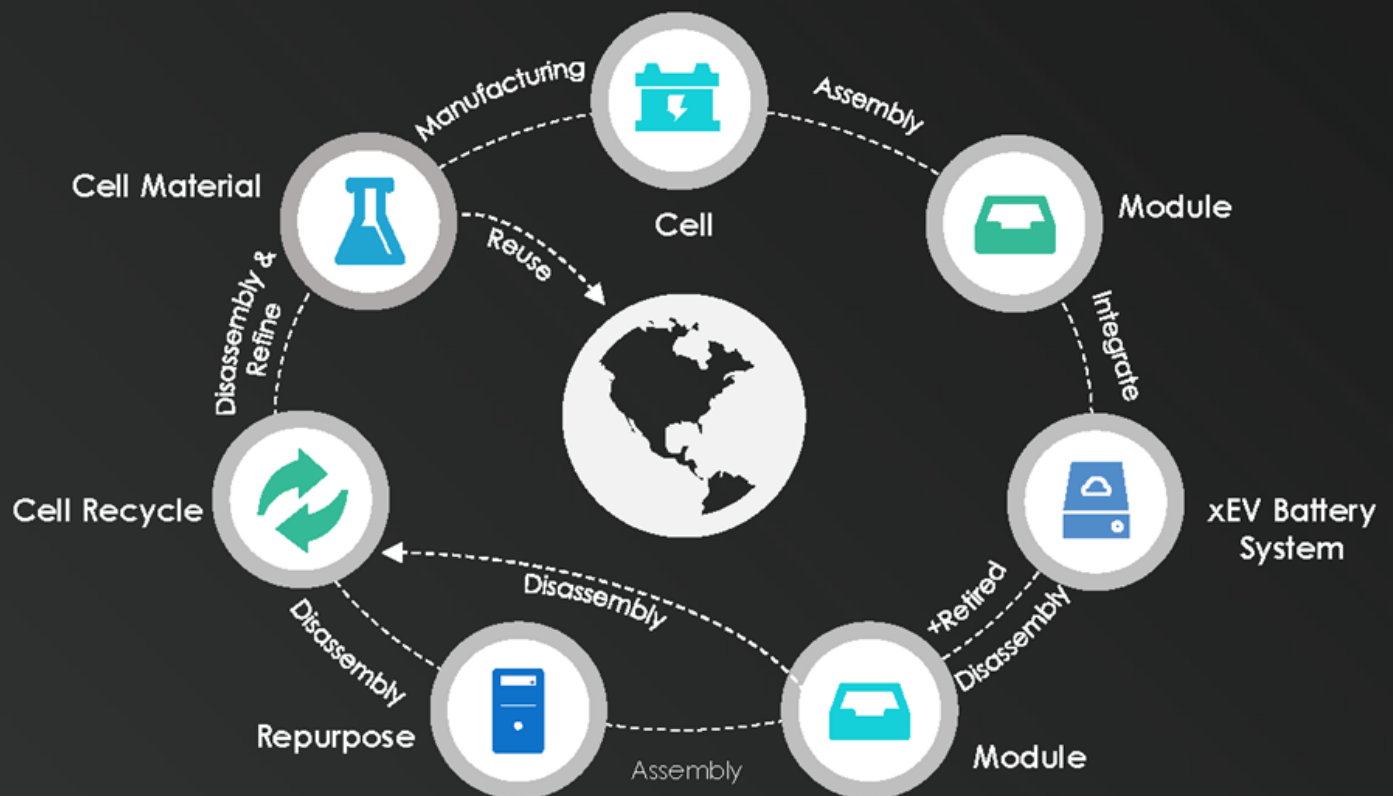 Manufacturing
Assembly
Cell Material
Cell
Module
Reuse
Disassembly &
Refine
Integrate
Cell Recycle
xEV Battery
System
Disassembly
+Retired
Disassembly
Disassembly
Repurpose
Assembly
Module